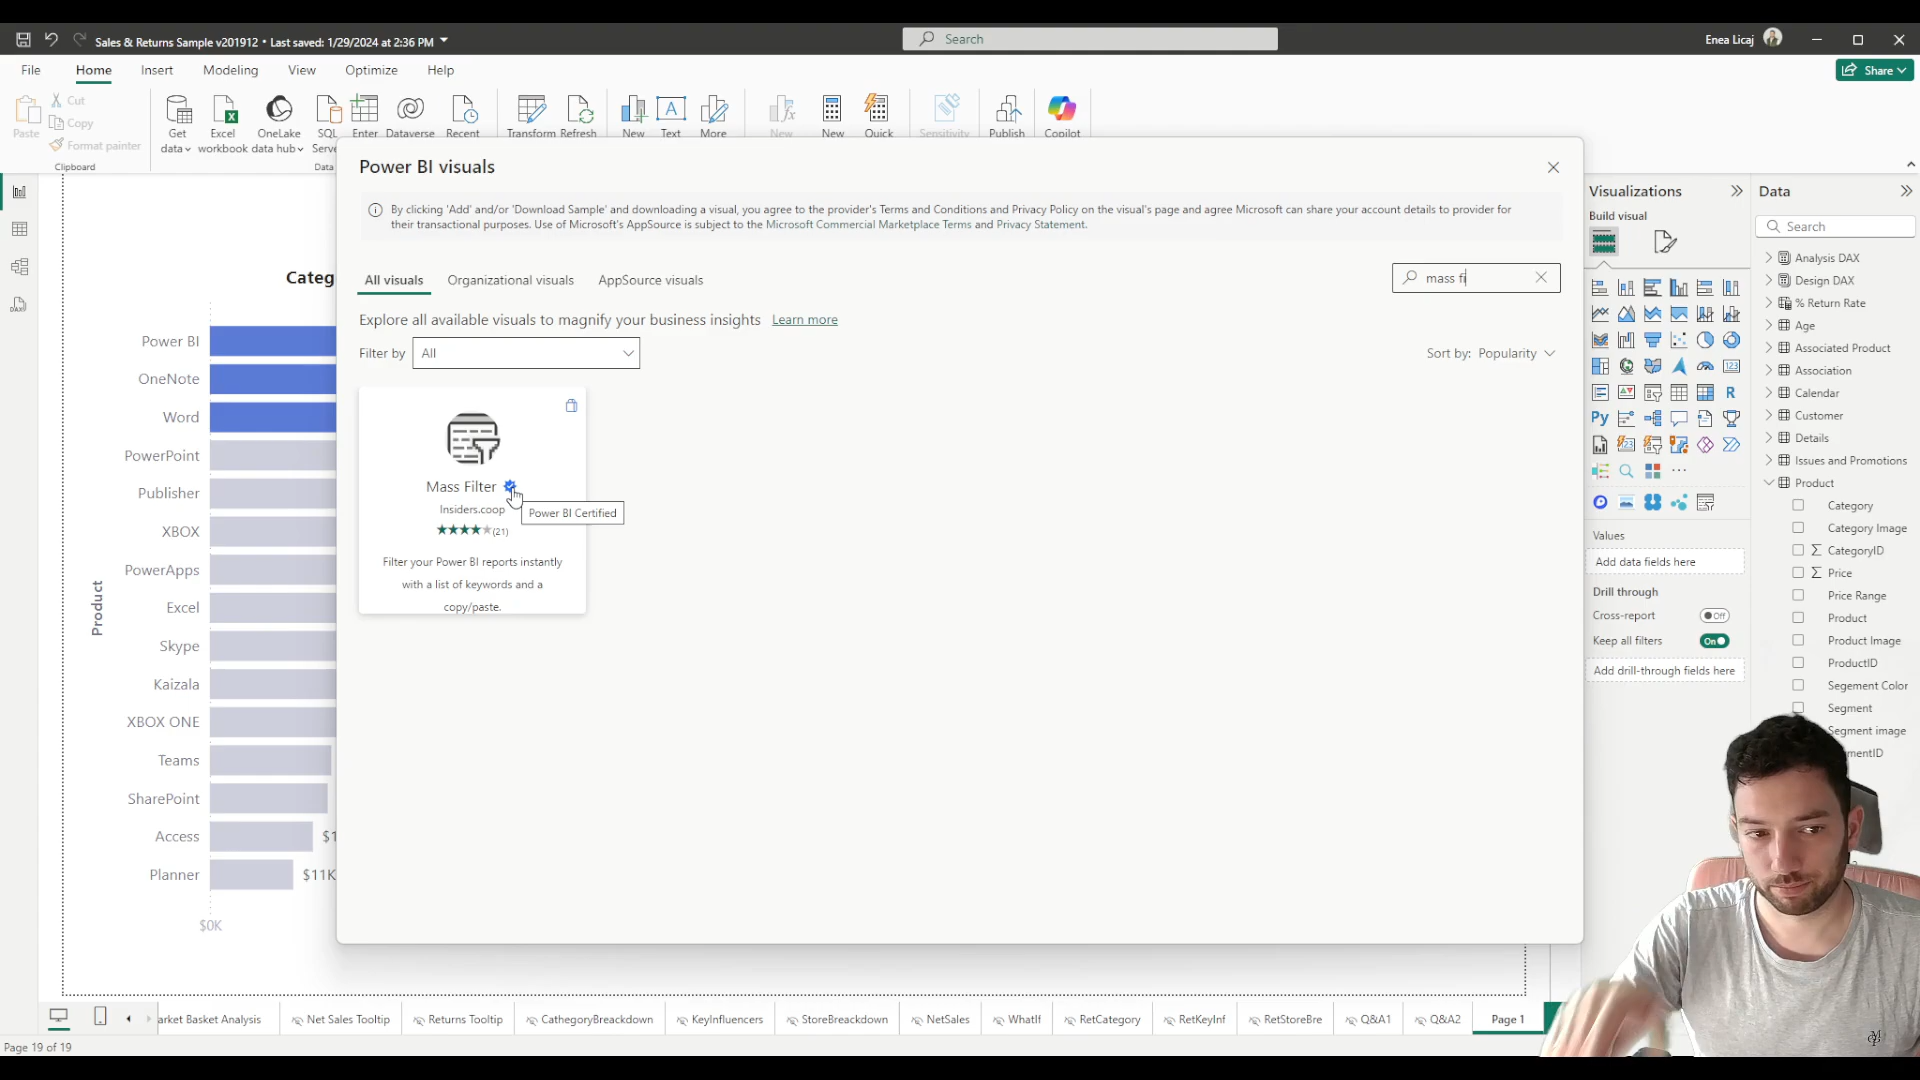 Sales & Returns Sample v201912 • Last saved: 1/29/2024 at 2:36 PM
Search
Enea Licaj
File
Home
Insert
Modeling
View
Optimize
Help
Share
Paste
Cut
Copy
Format painter
Clipboard
Get data
Excel workbook
OneLake data hub
SQL Serve
Enter
Dataverse
Recent
Data
Transform
Refresh
New
Text
More
New
New
Quick
Sensitivity
Publish
Copilot
Power BI visuals
By clicking 'Add' and/or 'Download Sample' and downloading a visual, you agree to the provider's Terms and Conditions and Privacy Policy on the visual's page and agree Microsoft can share your account details to provider for
their transactional purposes. Use of Microsoft's AppSource is subject to the Microsoft Commercial Marketplace Terms and Privacy Statement.
All visuals
Organizational visuals
AppSource visuals
mass fi
Explore all available visuals to magnify your business insights
Learn more
Filter by
All
Sort by: Popularity
Mass Filter
Insiders.coop
Power BI Certified
(21)
Filter your Power BI reports instantly
with a list of keywords and a
copy/paste.
Categ
Product
Power BI
OneNote
Word
PowerPoint
Publisher
XBOX
PowerApps
Excel
Skype
Kaizala
XBOX ONE
Teams
SharePoint
Access
$1
Planner
$11K
$0K
Visualizations
Build visual
R
Py
123
Values
Add data fields here
Drill through
Cross-report
Off
Keep all filters
On
Add drill-through fields here
Data
Search
Analysis DAX
Design DAX
% Return Rate
Age
Associated Product
Association
Calendar
Customer
Details
Issues and Promotions
Product
Category
Category Image
CategoryID
Price
Price Range
Product
Product Image
ProductID
Segement Color
Segment
Segment image
mentID
arket Basket Analysis
Net Sales Tooltip
Returns Tooltip
CathegoryBreackdown
KeyInfluencers
StoreBreackdown
NetSales
WhatIf
RetCategory
RetKeyInf
RetStoreBre
Q&A1
Q&A2
Page 1
Page 19 of 19